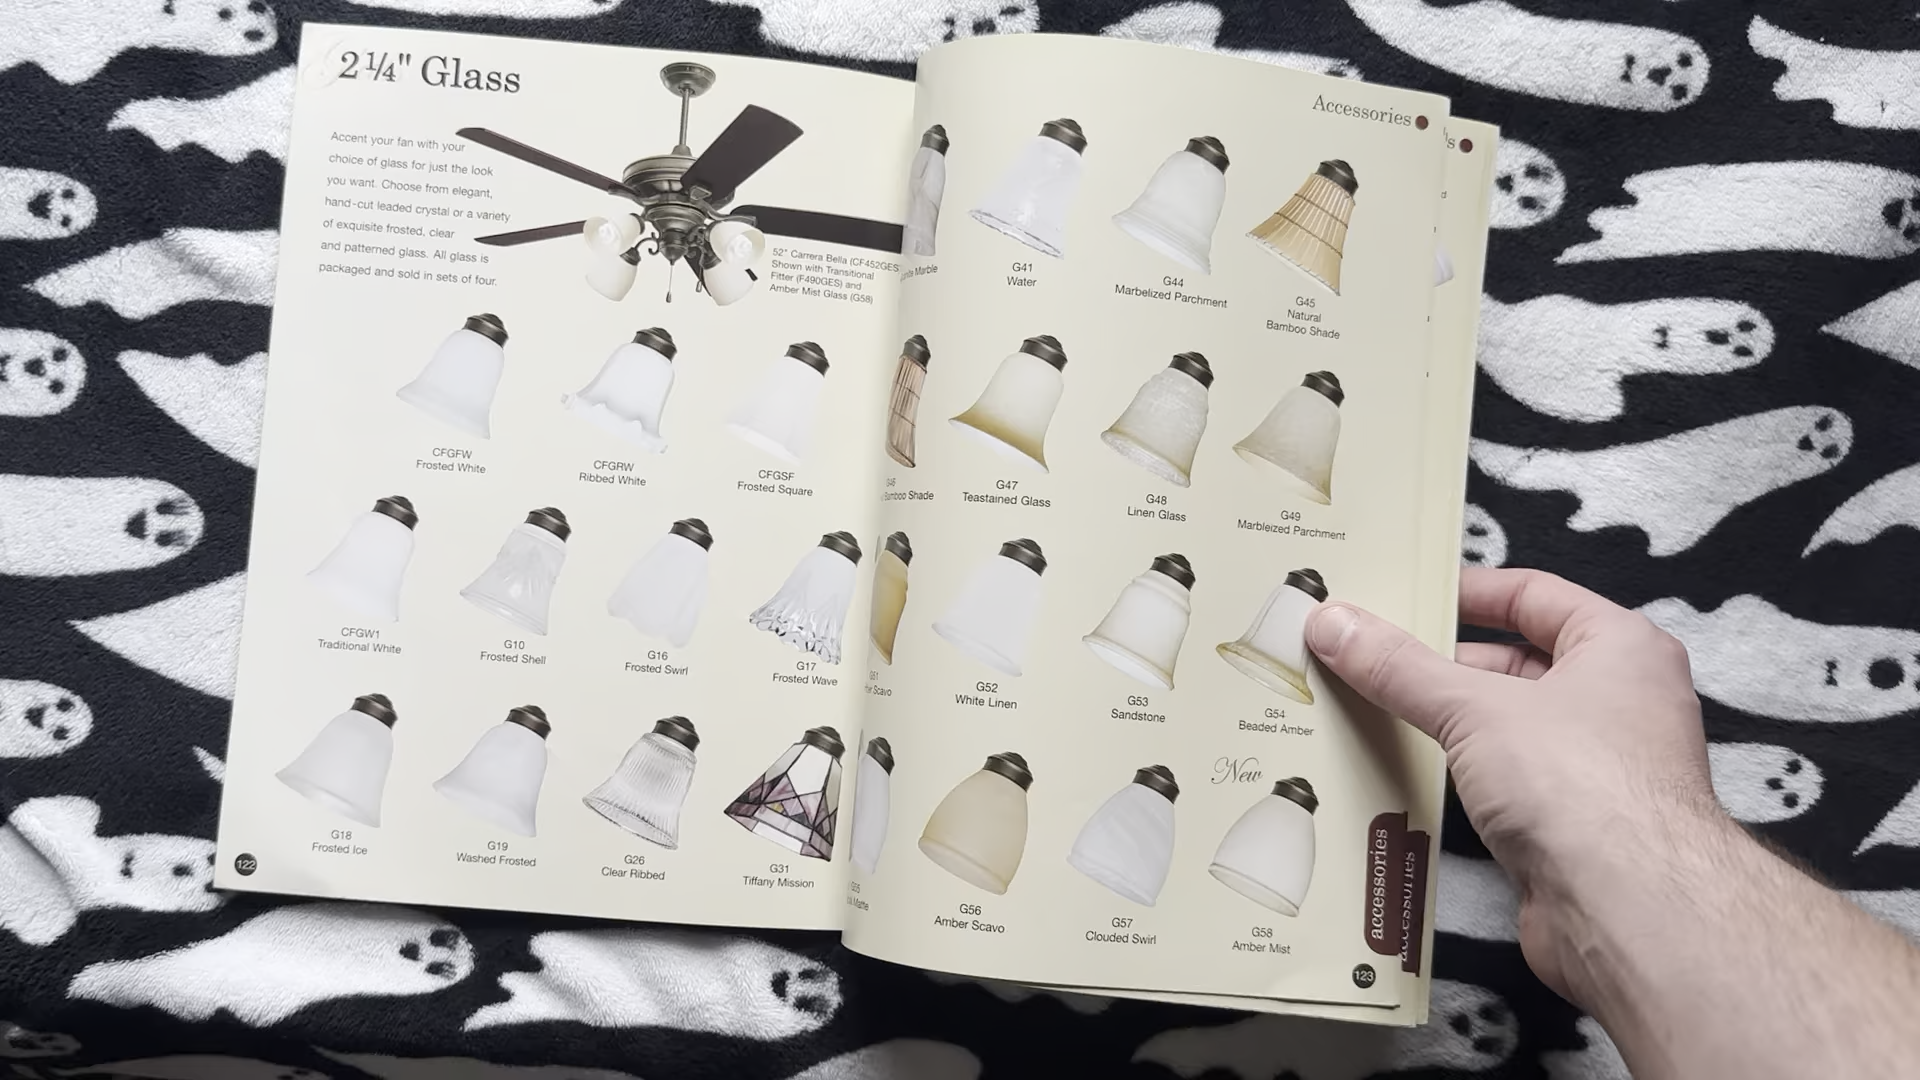 2 1/4" Glass
Accent your fan with your
choice of glass for just the look
you want. Choose from elegant,
hand-cut leaded crystal or a variety
of exquisite frosted, clear
and patterned glass. All glass is
packaged and sold in sets of four.
52" Carrera Bella (CF452GES
Shown with Transitional
Fitter (F490GES) and
Amber Mist Glass (G58)
CFGFW
Frosted White
CFGRW
Ribbed White
CFGSF
Frosted Square
CFGW1
Traditional White
G10
Frosted Shell
G16
Frosted Swirl
G17
Frosted Wave
G18
Frosted Ice
G19
Washed Frosted
G26
Clear Ribbed
G31
Tiffany Mission
122
Accessories
Marble
G41
Water
G44
Marbelized Parchment
G45
Natural
Bamboo Shade
Bamboo Shade
G47
Teastained Glass
G48
Linen Glass
G49
Marbleized Parchment
Scavo
G52
White Linen
G53
Sandstone
G54
Beaded Amber
New
Matte
G56
Amber Scavo
G57
Clouded Swirl
G58
Amber Mist
accessories
accessories
123